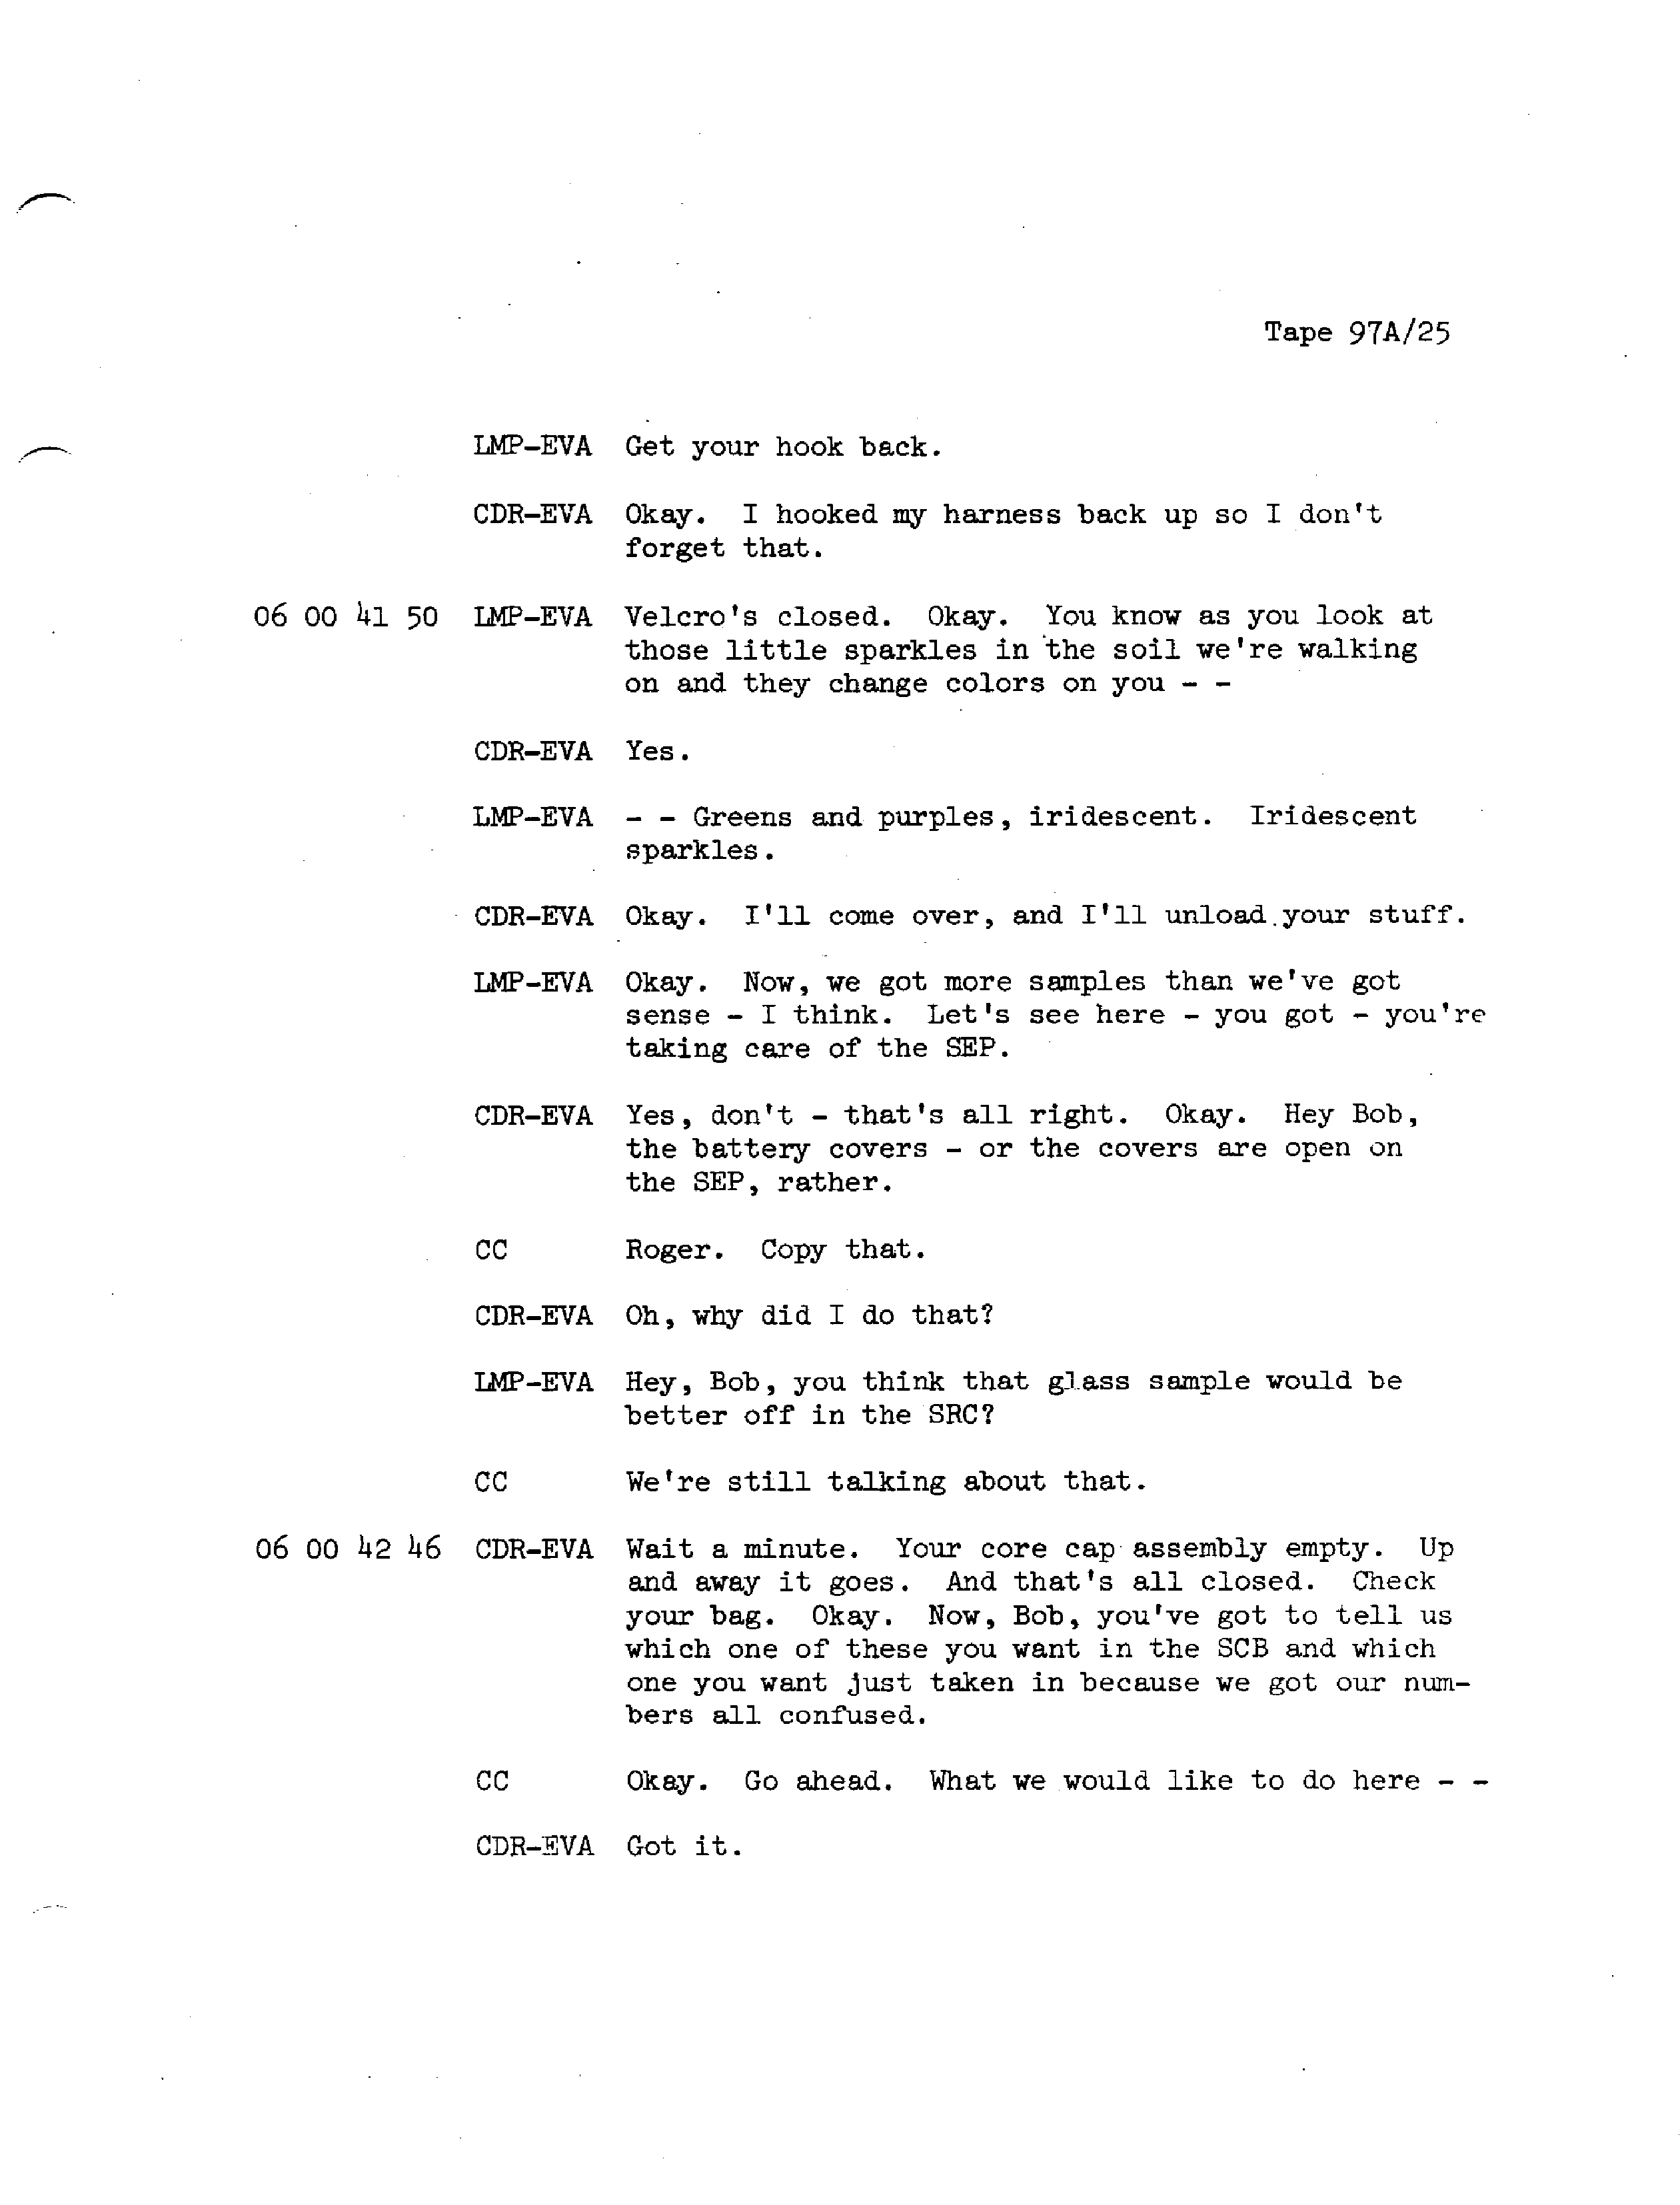 Tape 97A/25
LMP-EVA Get your hook back.
CDR-EVA Okay. I hooked my harness back up so I don't
forget that.
06 00 41 50 LMP-EVA Velcro's closed. Okay. You know as you look at
those little sparkles in the soil we're walking
on and they change colors on you - -
CDR-EVA Yes.
LMP-EVA - - Greens and purples, iridescent. Iridescent
sparkles.
CDR-EVA Okay. I'll come over, and I'll unload your stuff.
LMP-EVA Okay. Now, we got more samples than we've got
sense - I think. Let's see here - you got - you're
taking care of the SEP.
CDR-EVA Yes, don't - that's all right. Okay. Hey Bob,
the battery covers - or the covers are open on
the SEP, rather.
CC Roger. Copy that.
CDR-EVA Oh, why did I do that?
LMP-EVA Hey, Bob, you think that glass sample would be
better off in the SRC?
CC We're still talking about that.
06 00 42 46 CDR-EVA Wait a minute. Your core cap assembly empty. Up
and away it goes. And that's all closed. Check
your bag. Okay. Now, Bob, you've got to tell us
which one of these you want in the SCB and which
one you want just taken in because we got our num-
bers all confused.
CC Okay. Go ahead. What we would like to do here - -
CDR-EVA Got it.